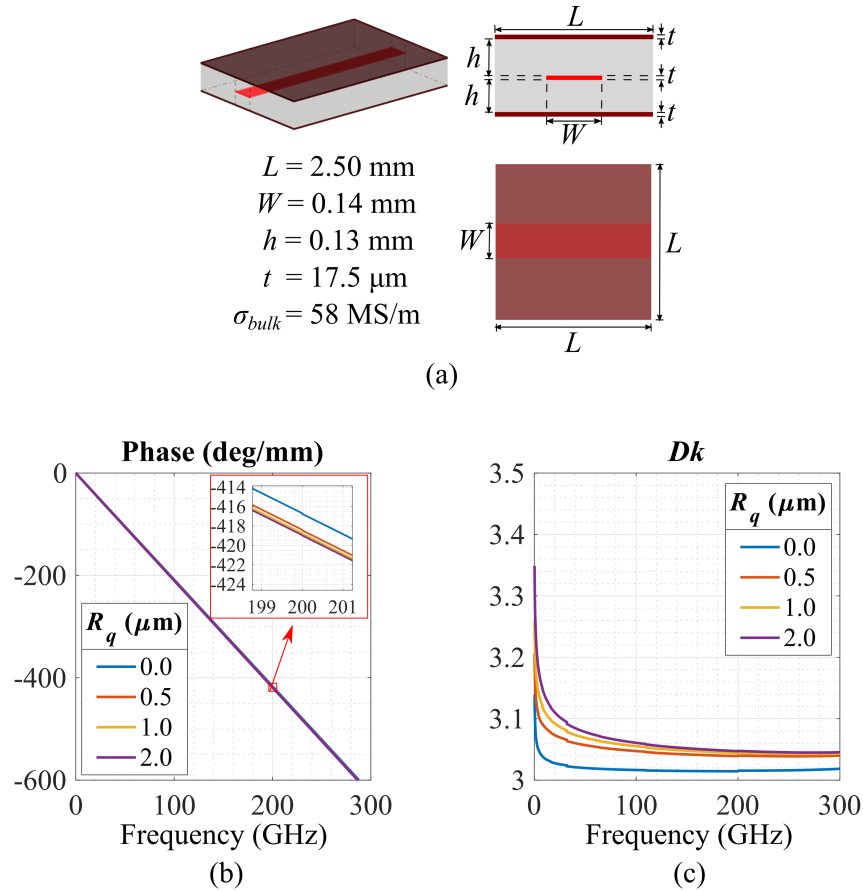 L
t
h
t
h
t
W
L = 2.50 mm
W = 0.14 mm
h = 0.13 mm
t = 17.5 μm
σbulk = 58 MS/m
W
L
L
(a)
Phase (deg/mm)
0
-200
-400
-600
0 100 200 300
Frequency (GHz)
-414
-416
-418
-420
-422
-424
199 200 201
Rq (μm)
0.0
0.5
1.0
2.0
(b)
Dk
3.5
3.4
3.3
3.2
3.1
3
0 100 200 300
Frequency (GHz)
Rq (μm)
0.0
0.5
1.0
2.0
(c)